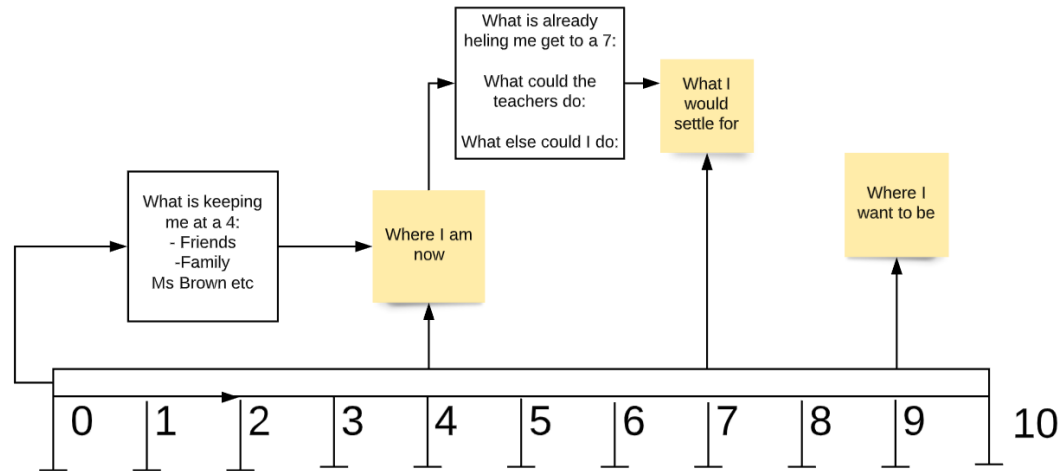 What is already
heling me get to a 7:
What could the
teachers do:
What else could I do:
What I
would
settle for
What is keeping
me at a 4:
- Friends
-Family
Ms Brown etc
Where I am
now
Where I
want to be
0 1 2 3 4 5 6 7 8 9 10